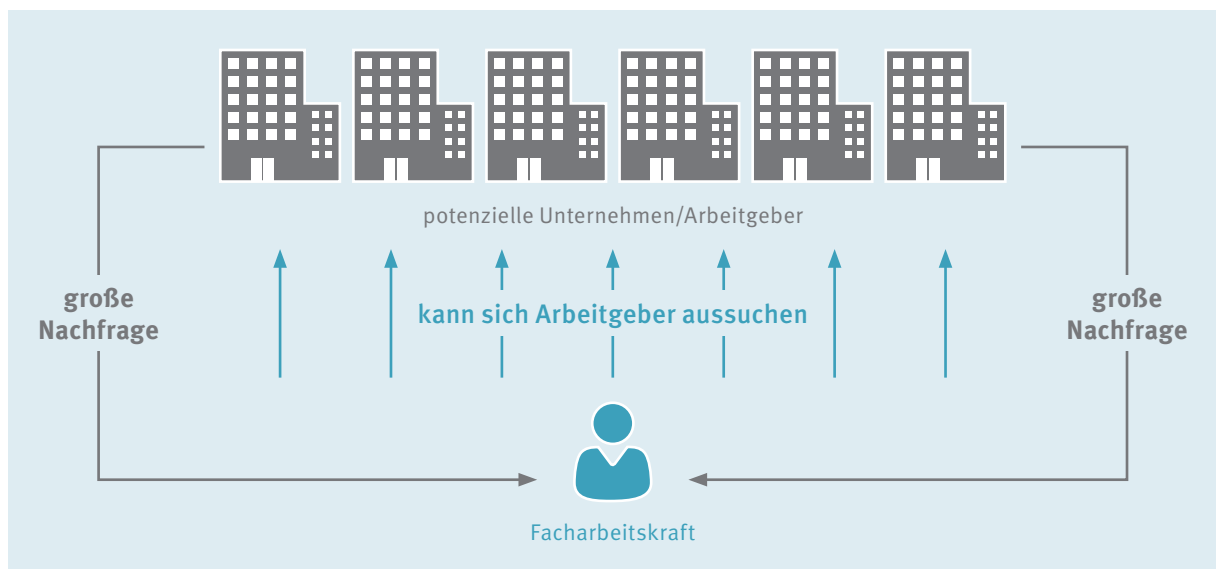 potenzielle Unternehmen/Arbeitgeber
große
Nachfrage
kann sich Arbeitgeber aussuchen
große
Nachfrage
Facharbeitskraft